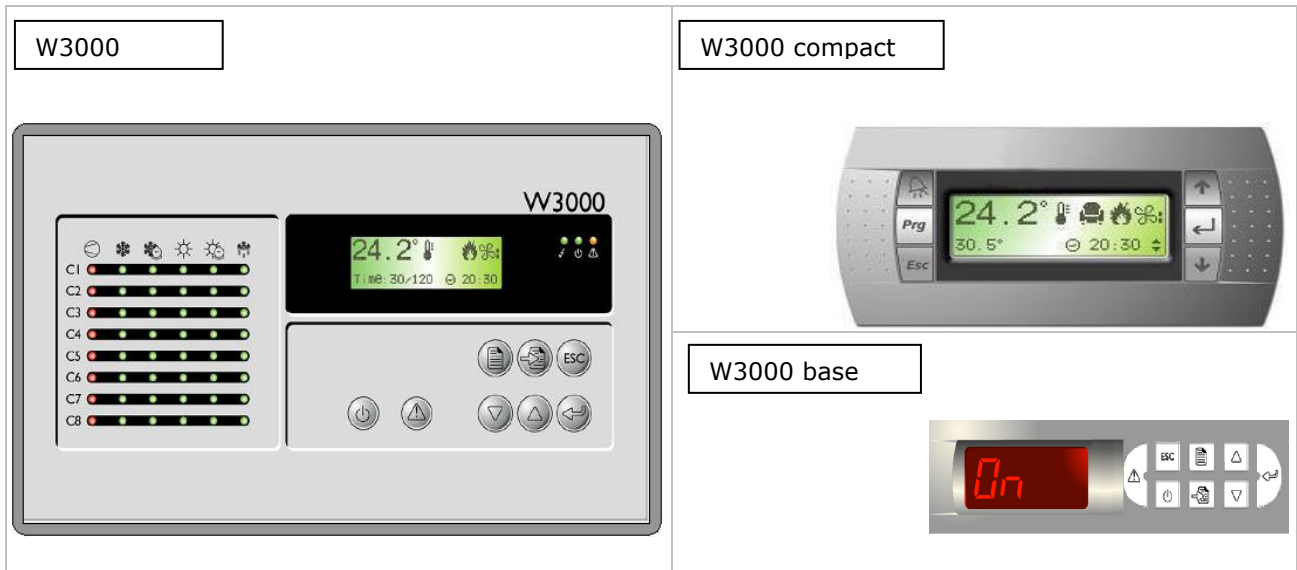 W3000
W3000
24.2°
Time:30/120 20:30
C1
C2
C3
C4
C5
C6
C7
C8
ESC
W3000 compact
Prg
Esc
24.2°
30.5° 20:30
W3000 base
On
ESC